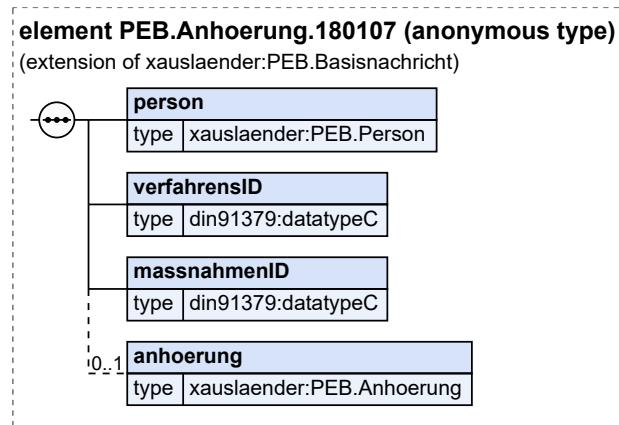 element PEB.Anhoerung.180107 (anonymous type)
(extension of xauslaender:PEB.Basisnachricht)
person
type xauslaender:PEB.Person
verfahrensID
type din91379:datatypeC
massnahmenID
type din91379:datatypeC
0..1 anhoerung
type xauslaender:PEB.Anhoerung